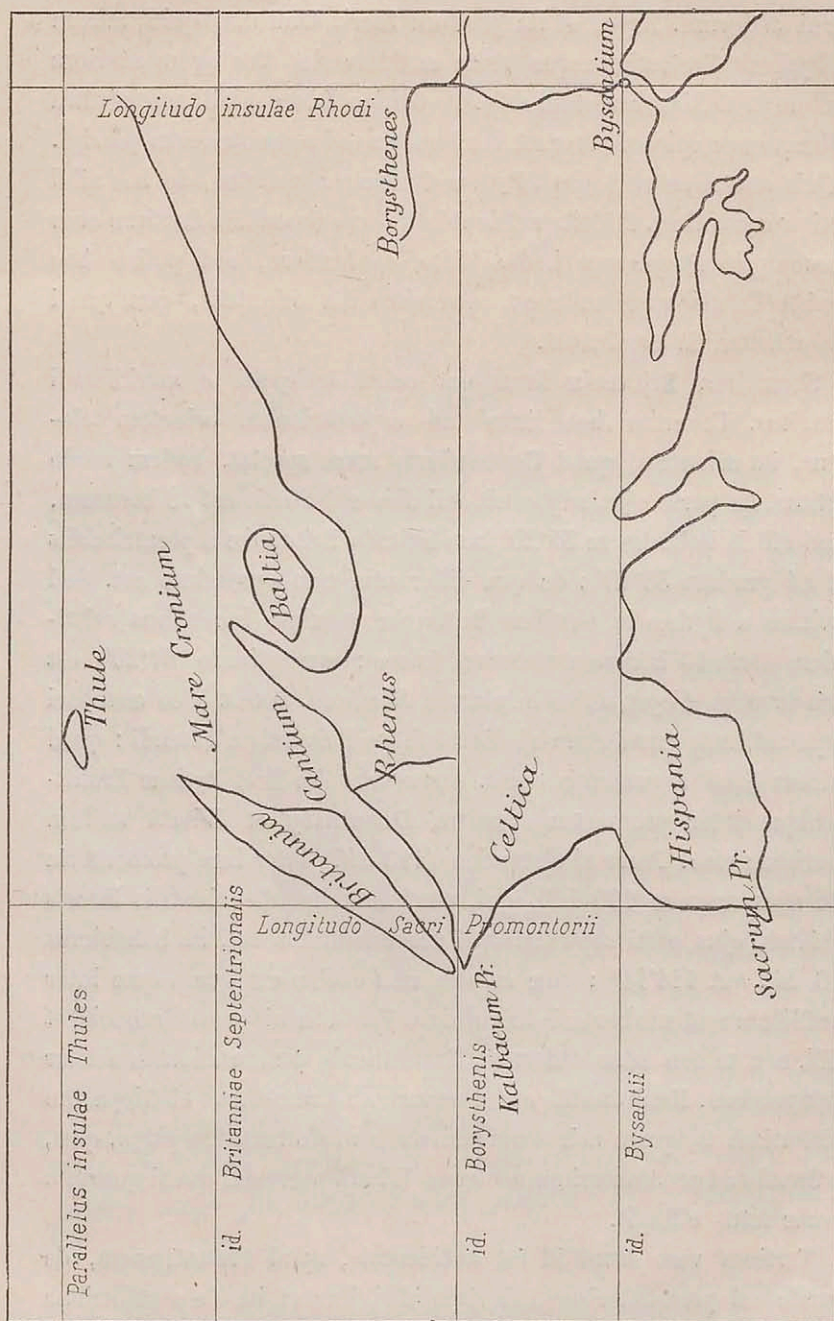 Parallelus insulae Thules
Thule
Mare Cronium
id. Britanniae Septentrionalis
Longitudo insulae Rhodi
Baltia
Cantium
Britannia
Rhenus
Borysthenes
Longitudo Sacri Promontorii
id. Borysthenis
Kalbacum Pr.
Celtica
Bysantium
id. Bysantii
Hispania
Sacrum Pr.